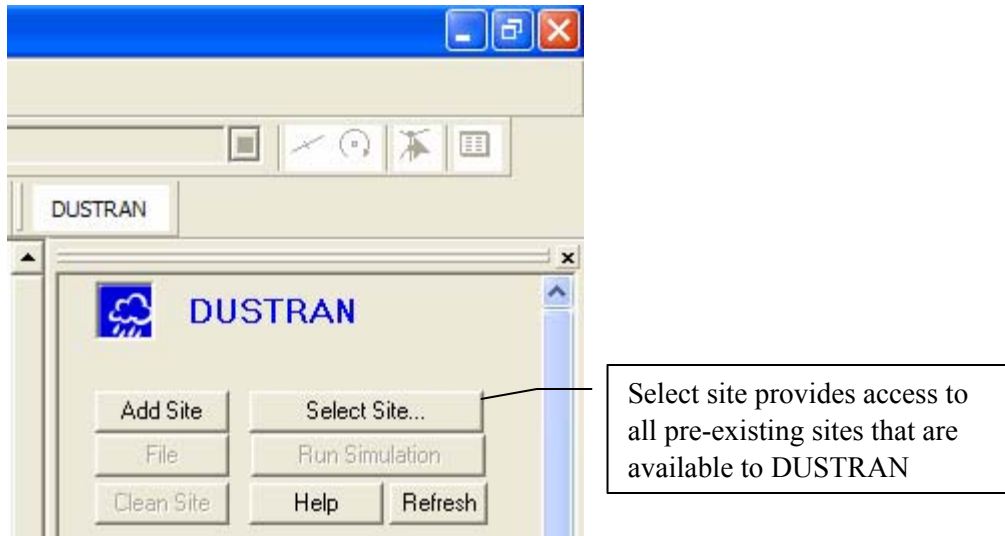 DUSTRAN
DUSTRAN
Add Site
Select Site...
File
Run Simulation
Clean Site
Help
Refresh
Select site provides access to
all pre-existing sites that are
available to DUSTRAN